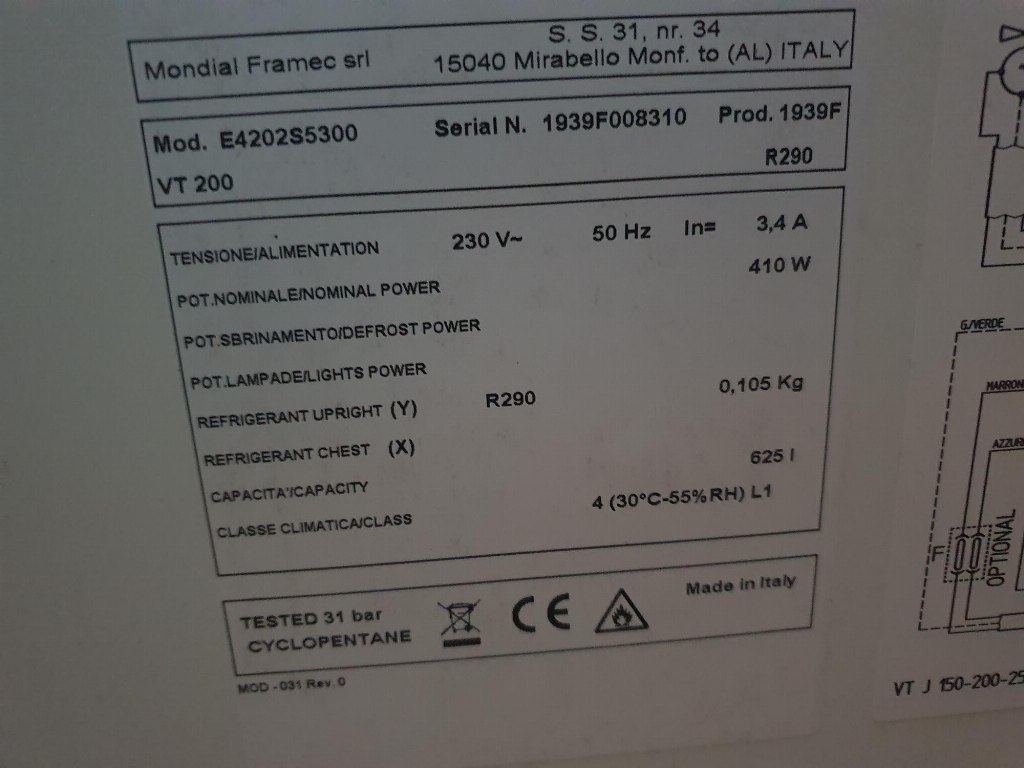 Mondial Framec srl
S. S. 31, nr. 34
15040 Mirabello Monf. to (AL) ITALY
Mod. E4202S5300 Serial N. 1939F008310 Prod. 1939F
VT 200 R290
TENSIONE/ALIMENTATION 230 V~ 50 Hz In= 3,4 A
POT.NOMINALE/NOMINAL POWER 410 W
POT.SBRINAMENTO/DEFROST POWER
POT.LAMPADE/LIGHTS POWER
REFRIGERANT UPRIGHT (Y) R290 0,105 Kg
REFRIGERANT CHEST (X)
CAPACITA'/CAPACITY 625 l
CLASSE CLIMATICA/CLASS 4 (30°C-55%RH) L1
TESTED 31 bar
CYCLOPENTANE
CE
Made in Italy
MOD - 031 Rev. 0
G/VERDE
MARRON
AZZUR
F
OPTIONAL
VT J 150-200-25